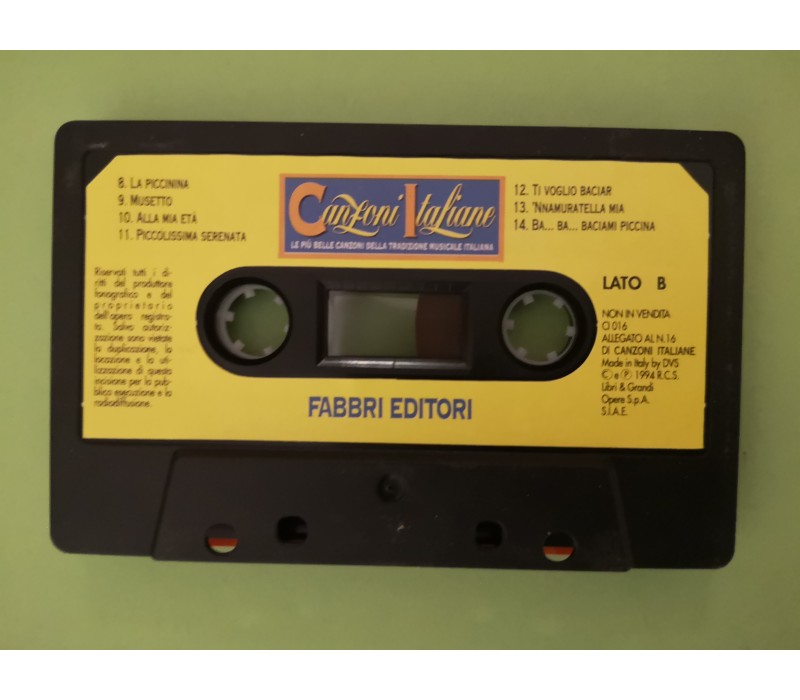 8. LA PICCININA
9. MUSETTO
10. ALLA MIA ETÀ
11. PICCOLISSIMA SERENATA
Canzoni Italiane
LE PIÙ BELLE CANZONI DELLA TRADIZIONE MUSICALE ITALIANA
12. TI VOGLIO BACIAR
13. 'NNAMURATELLA MIA
14. BA... BA... BACIAMI PICCINA
Riservati tutti i di-
ritti del produttore
fonografico e del
proprietario
dell'opera registra-
ta. Salvo autoriz-
zazione sono vietate
la duplicazione, la
locazione e la uti-
lizzazione di questa
incisione per la pub-
blica esecuzione e la
radiodiffusione.
LATO B
NON IN VENDITA
CI 016
ALLEGATO AL N.16
DI CANZONI ITALIANE
Made in Italy by DVS
© e ℗ 1994 R.C.S.
Libri & Grandi
Opere S.p.A.
S.I.A.E.
FABBRI EDITORI